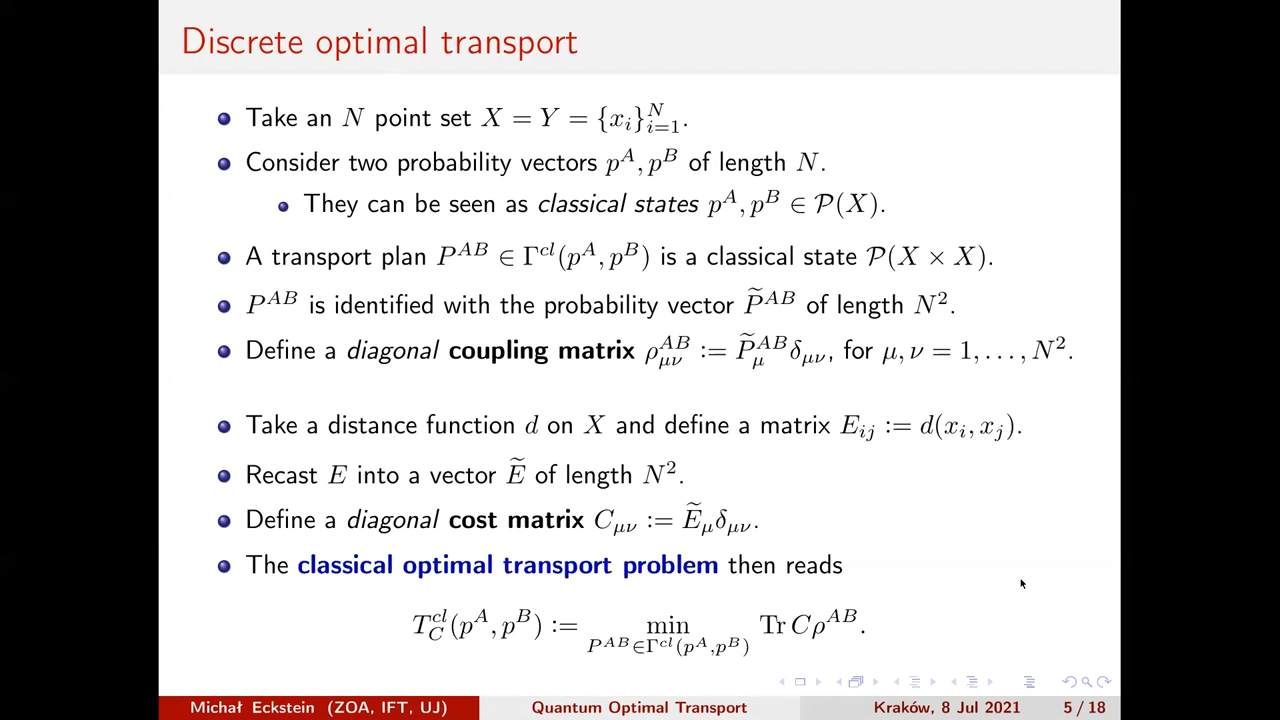 Discrete optimal transport
Take an N point set X = Y = {x_i}_{i=1}^N.
Consider two probability vectors p^A, p^B of length N.
They can be seen as classical states p^A, p^B ∈ 𝒫(X).
A transport plan P^{AB} ∈ Γ^{cl}(p^A, p^B) is a classical state 𝒫(X × X).
P^{AB} is identified with the probability vector P̃^{AB} of length N^2.
Define a diagonal coupling matrix ρ_{μν}^{AB} := P̃_μ^{AB} δ_{μν}, for μ, ν = 1, . . . , N^2.
Take a distance function d on X and define a matrix E_{ij} := d(x_i, x_j).
Recast E into a vector Ẽ of length N^2.
Define a diagonal cost matrix C_{μν} := Ẽ_μ δ_{μν}.
The classical optimal transport problem then reads
T_C^{cl}(p^A, p^B) := min_{P^{AB} ∈ Γ^{cl}(p^A, p^B)} Tr Cρ^{AB}.
Michał Eckstein (ZOA, IFT, UJ) Quantum Optimal Transport Kraków, 8 Jul 2021 5 / 18